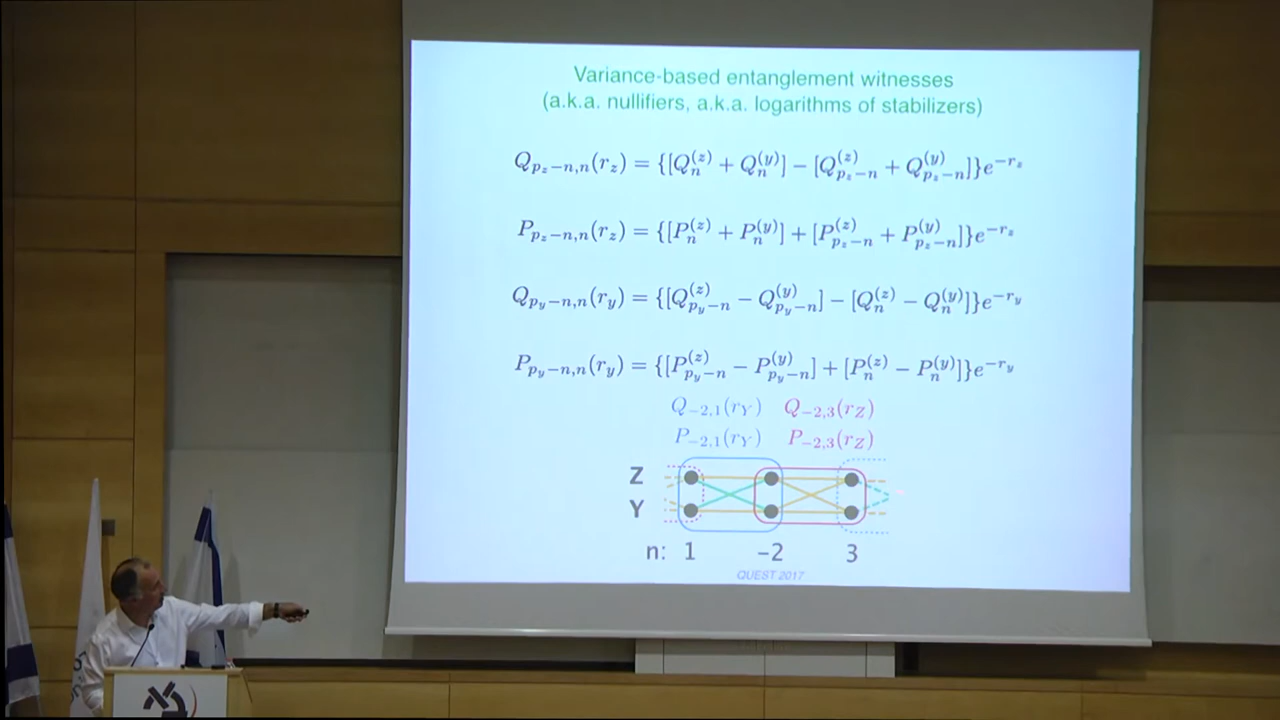 Variance-based entanglement witnesses
(a.k.a. nullifiers, a.k.a. logarithms of stabilizers)
Q_{p_z−n,n}(r_z) = {[Q_n^{(z)} + Q_n^{(y)}] − [Q_{p_z−n}^{(z)} + Q_{p_z−n}^{(y)}]}e^{−r_z}
P_{p_z−n,n}(r_z) = {[P_n^{(z)} + P_n^{(y)}] + [P_{p_z−n}^{(z)} + P_{p_z−n}^{(y)}]}e^{−r_z}
Q_{p_y−n,n}(r_y) = {[Q_{p_y−n}^{(z)} − Q_{p_y−n}^{(y)}] − [Q_n^{(z)} − Q_n^{(y)}]}e^{−r_y}
P_{p_y−n,n}(r_y) = {[P_{p_y−n}^{(z)} − P_{p_y−n}^{(y)}] + [P_n^{(z)} − P_n^{(y)}]}e^{−r_y}
Q_{−2,1}(r_Y) Q_{−2,3}(r_Z)
P_{−2,1}(r_Y) P_{−2,3}(r_Z)
Z
Y
n: 1 −2 3
QUEST 2017